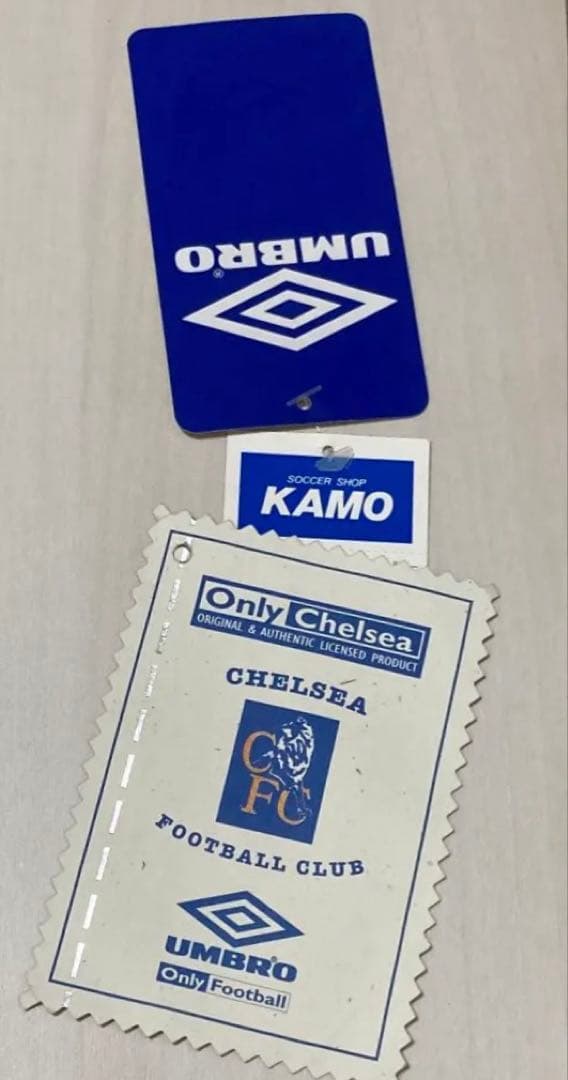 UMBRO®
SOCCER SHOP
KAMO
Only Chelsea
ORIGINAL & AUTHENTIC LICENSED PRODUCT
CHELSEA
CFC
FOOTBALL CLUB
UMBRO
Only Football